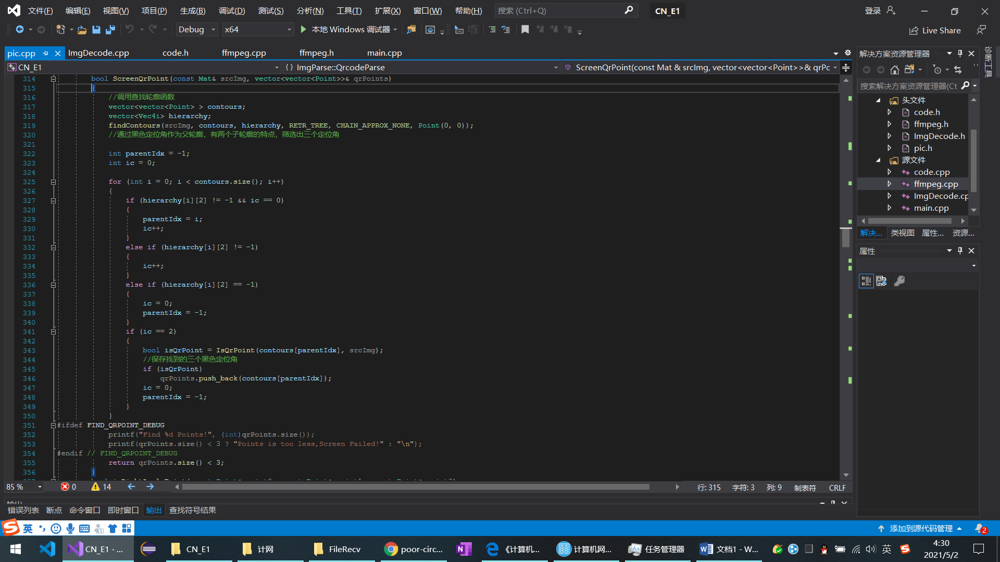 文件(F) 编辑(E) 视图(V) 项目(P) 生成(B) 调试(D) 测试(S) 分析(N) 工具(T) 扩展(X) 窗口(W) 帮助(H) 搜索 (Ctrl+Q) CN_E1 登录
Debug x64 本地 Windows 调试器 Live Share
pic.cpp ImgDecode.cpp code.h ffmpeg.cpp ffmpeg.h main.cpp
CN_E1 {} ImgParse::QrcodeParse ScreenQrPoint(const Mat & srcImg, vector<vector<Point>>& qrPc
314 bool ScreenQrPoint(const Mat& srcImg, vector<vector<Point>>& qrPoints)
315 {
316 //调用查找轮廓函数
317 vector<vector<Point> > contours;
318 vector<Vec4i> hierarchy;
319 findContours(srcImg, contours, hierarchy, RETR_TREE, CHAIN_APPROX_NONE, Point(0, 0));
320 //通过黑色定位角作为父轮廓，有两个子轮廓的特点，筛选出三个定位角
321
322 int parentIdx = -1;
323 int ic = 0;
324
325 for (int i = 0; i < contours.size(); i++)
326 {
327 if (hierarchy[i][2] != -1 && ic == 0)
328 {
329 parentIdx = i;
330 ic++;
331 }
332 else if (hierarchy[i][2] != -1)
333 {
334 ic++;
335 }
336 else if (hierarchy[i][2] == -1)
337 {
338 ic = 0;
339 parentIdx = -1;
340 }
341 if (ic == 2)
342 {
343 bool isQrPoint = IsQrPoint(contours[parentIdx], srcImg);
344 //保存找到的三个黑色定位角
345 if (isQrPoint)
346 qrPoints.push_back(contours[parentIdx]);
347 ic = 0;
348 parentIdx = -1;
349 }
350 }
351 #ifdef FIND_QRPOINT_DEBUG
352 printf("Find %d Points!", (int)qrPoints.size());
353 printf(qrPoints.size() < 3 ? "Points is too less,Screen Failed!" : "\n");
354 #endif // FIND_QRPOINT_DEBUG
355 return qrPoints.size() < 3;
356 }
85 % 0 14 行: 315 字符: 3 列: 9 制表符 CRLF
错误列表 断点 命令窗口 即时窗口 输出 查找符号结果
解决方案资源管理器
搜索解决方案资源管理器(Ct
头文件
code.h
ffmpeg.h
ImgDecode.h
pic.h
源文件
code.cpp
ffmpeg.cpp
ImgDecode.cp
main.cpp
解决... 类视图 属性... 资源...
属性
诊断工具
英
添加到源代码管理 2
CN_E1 - ... CN_E1 计网 FileRecv poor-circ... 《计算机... 计算机网... 任务管理器 文档1 - W... 英
4:30
2021/5/2